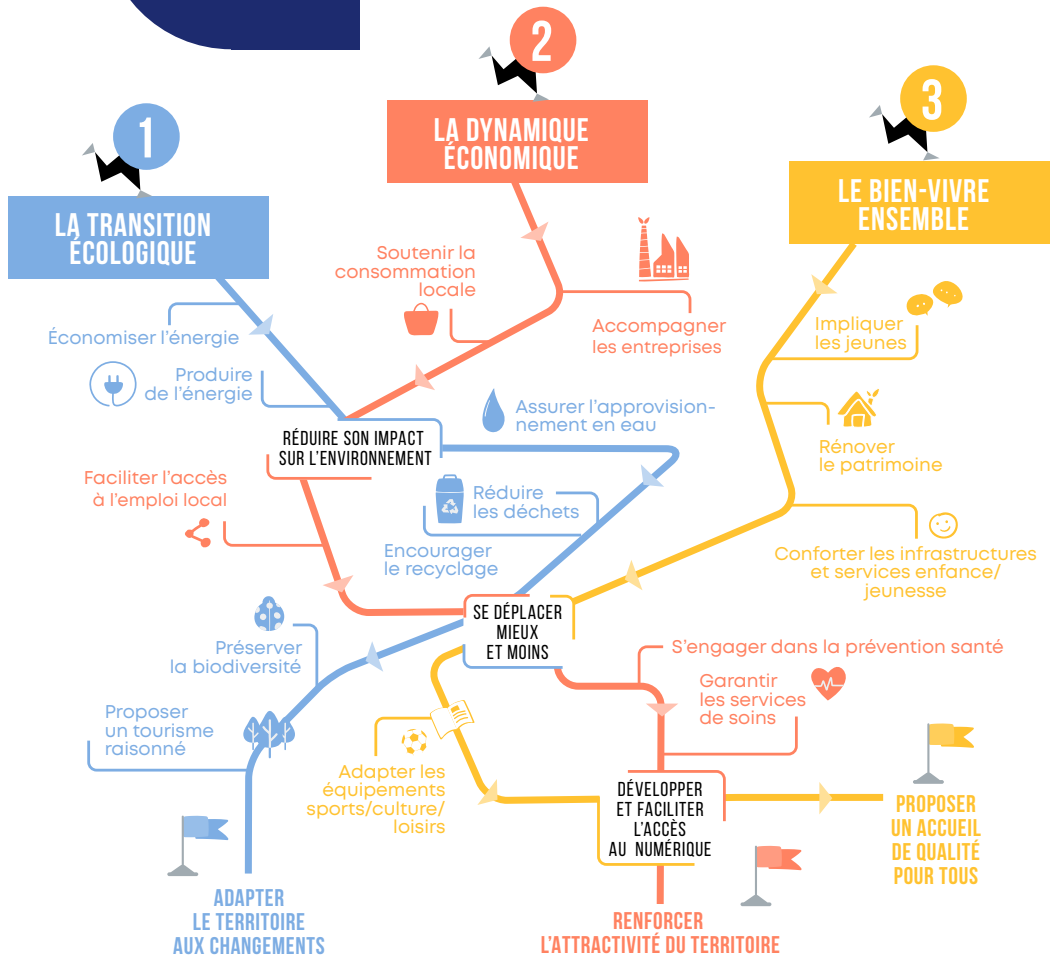 1
LA TRANSITION
ÉCOLOGIQUE
2
LA DYNAMIQUE
ÉCONOMIQUE
3
LE BIEN-VIVRE
ENSEMBLE
Soutenir la
consommation
locale
Accompagner
les entreprises
Économiser l'énergie
Produire
de l'énergie
Impliquer
les jeunes
Assurer l'approvision-
nement en eau
RÉDUIRE SON IMPACT
SUR L'ENVIRONNEMENT
Rénover
le patrimoine
Faciliter l'accès
à l'emploi local
Réduire
les déchets
Encourager
le recyclage
Conforter les infrastructures
et services enfance/
jeunesse
SE DÉPLACER
MIEUX
ET MOINS
Préserver
la biodiversité
S'engager dans la prévention santé
Garantir
les services
de soins
Proposer
un tourisme
raisonné
Adapter les
équipements
sports/culture/
loisirs
DÉVELOPPER
ET FACILITER
L'ACCÈS
AU NUMÉRIQUE
PROPOSER
UN ACCUEIL
DE QUALITÉ
POUR TOUS
ADAPTER
LE TERRITOIRE
AUX CHANGEMENTS
RENFORCER
L'ATTRACTIVITÉ DU TERRITOIRE